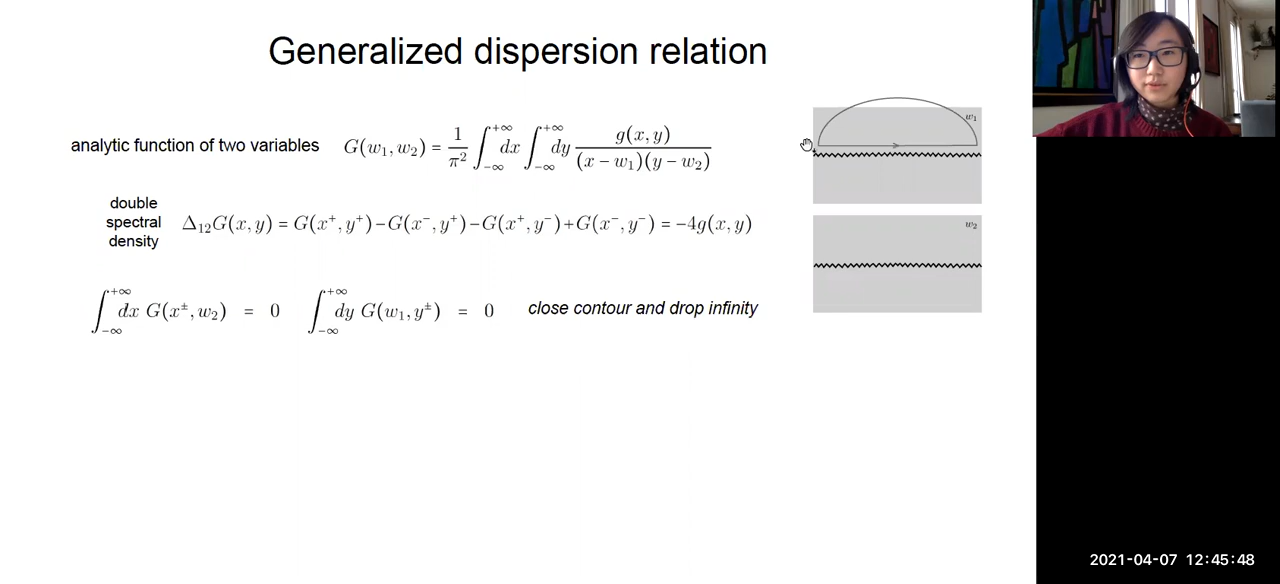 Generalized dispersion relation
analytic function of two variables G(w₁, w₂) = 1/π² ∫₋∞⁺∞ dx ∫₋∞⁺∞ dy g(x, y)/((x − w₁)(y − w₂))
w₁
double
spectral
density
Δ₁₂G(x, y) = G(x⁺, y⁺)−G(x⁻, y⁺)−G(x⁺, y⁻)+G(x⁻, y⁻) = −4g(x, y)
w₂
∫₋∞⁺∞ dx G(x±, w₂) = 0 ∫₋∞⁺∞ dy G(w₁, y±) = 0 close contour and drop infinity
2021-04-07 12:45:48